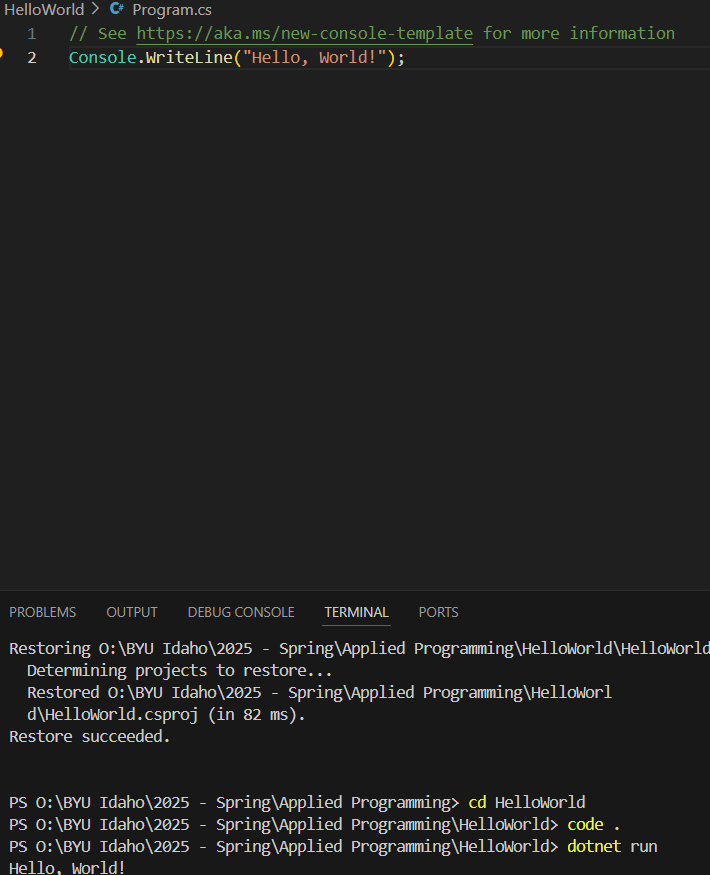 HelloWorld > C# Program.cs
1 // See https://aka.ms/new-console-template for more information
2 Console.WriteLine("Hello, World!");
PROBLEMS OUTPUT DEBUG CONSOLE TERMINAL PORTS
Restoring O:\BYU Idaho\2025 - Spring\Applied Programming\HelloWorld\HelloWorld
Determining projects to restore...
Restored O:\BYU Idaho\2025 - Spring\Applied Programming\HelloWorl
d\HelloWorld.csproj (in 82 ms).
Restore succeeded.
PS O:\BYU Idaho\2025 - Spring\Applied Programming> cd HelloWorld
PS O:\BYU Idaho\2025 - Spring\Applied Programming\HelloWorld> code .
PS O:\BYU Idaho\2025 - Spring\Applied Programming\HelloWorld> dotnet run
Hello, World!